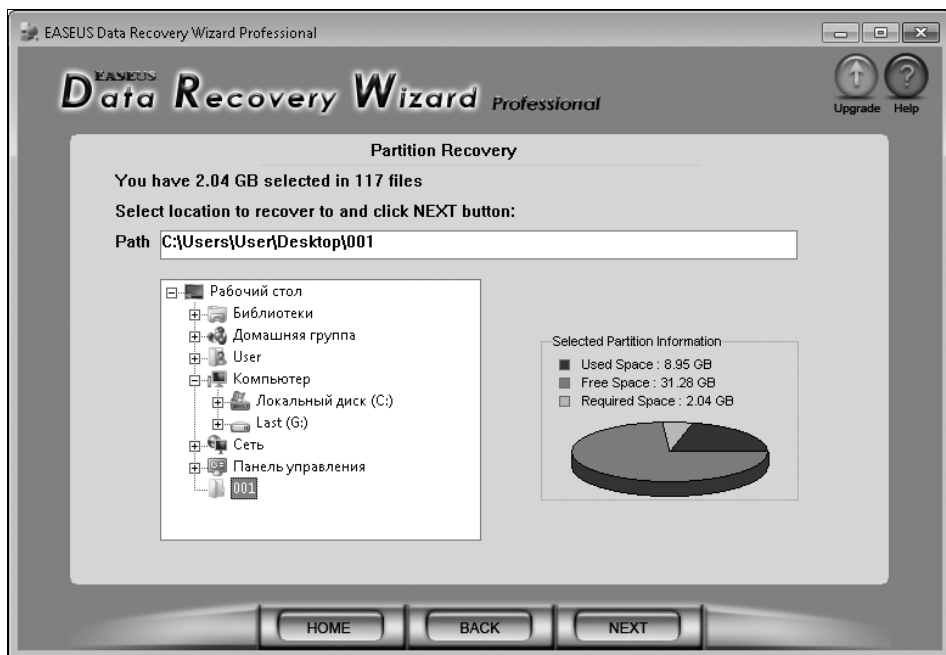 EASEUS Data Recovery Wizard Professional
EASEUS
Data Recovery Wizard Professional
Upgrade Help
Partition Recovery
You have 2.04 GB selected in 117 files
Select location to recover to and click NEXT button:
Path C:\Users\User\Desktop\001
Рабочий стол
Библиотеки
Домашняя группа
User
Компьютер
Локальный диск (C:)
Last (G:)
Сеть
Панель управления
001
Selected Partition Information
Used Space : 8.95 GB
Free Space : 31.28 GB
Required Space : 2.04 GB
HOME BACK NEXT